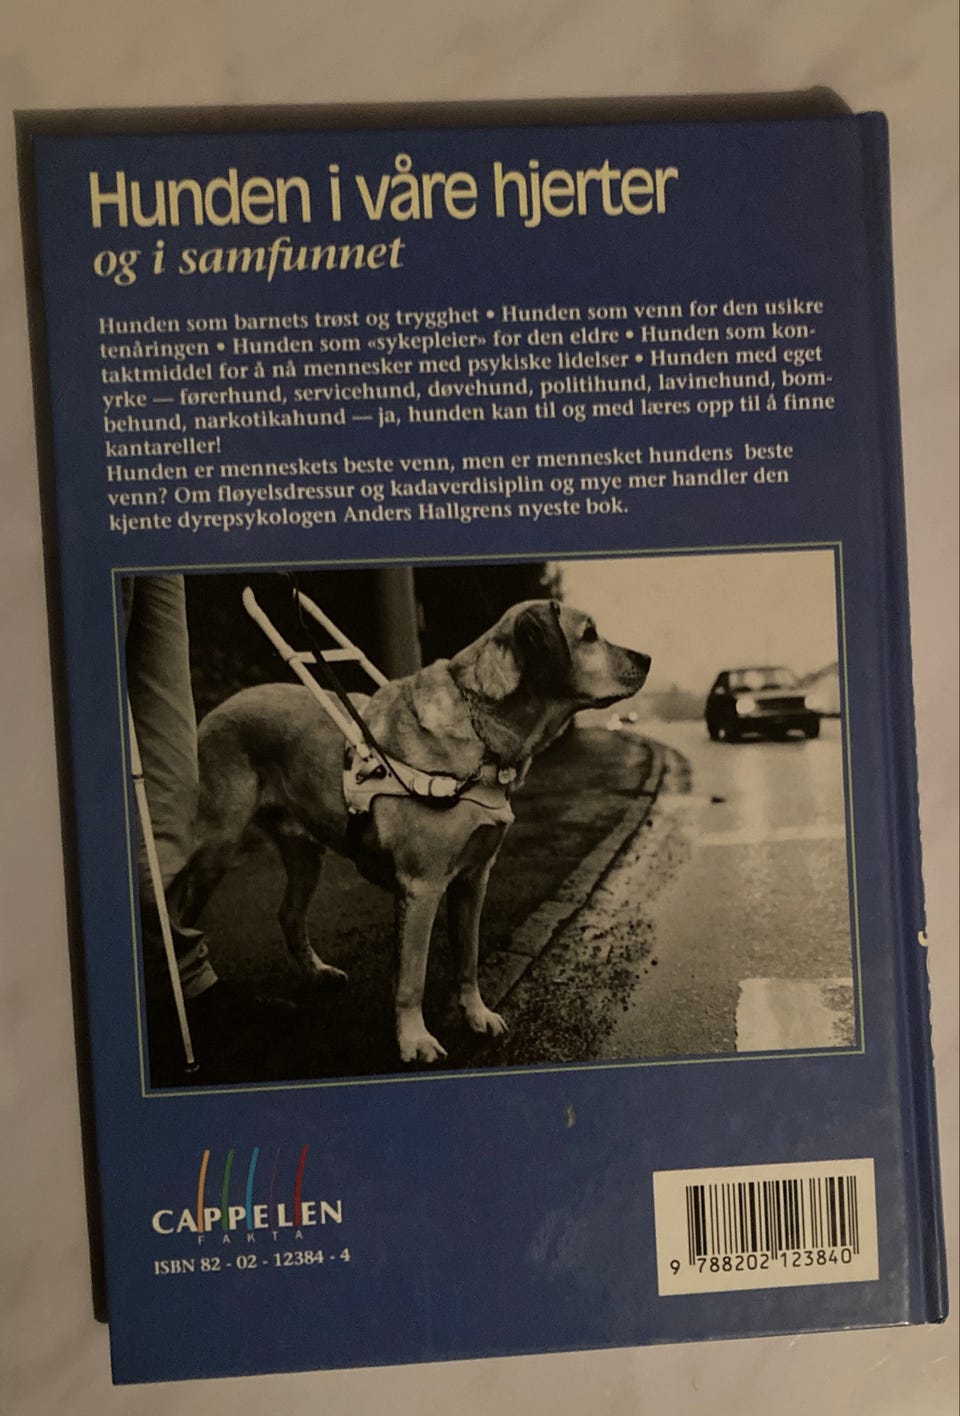 Hunden i våre hjerter
og i samfunnet
Hunden som barnets trøst og trygghet • Hunden som venn for den usikre
tenåringen • Hunden som «sykepleier» for den eldre • Hunden som kon-
taktmiddel for å nå mennesker med psykiske lidelser • Hunden med eget
yrke — førerhund, servicehund, døvehund, politihund, lavinehund, bom-
behund, narkotikahund — ja, hunden kan til og med læres opp til å finne
kantareller!
Hunden er menneskets beste venn, men er mennesket hundens beste
venn? Om fløyelsdressur og kadaverdisiplin og mye mer handler den
kjente dyrepsykologen Anders Hallgrens nyeste bok.
CAPPELEN
FAKTA
ISBN 82 - 02 - 12384 - 4
9 788202 123840